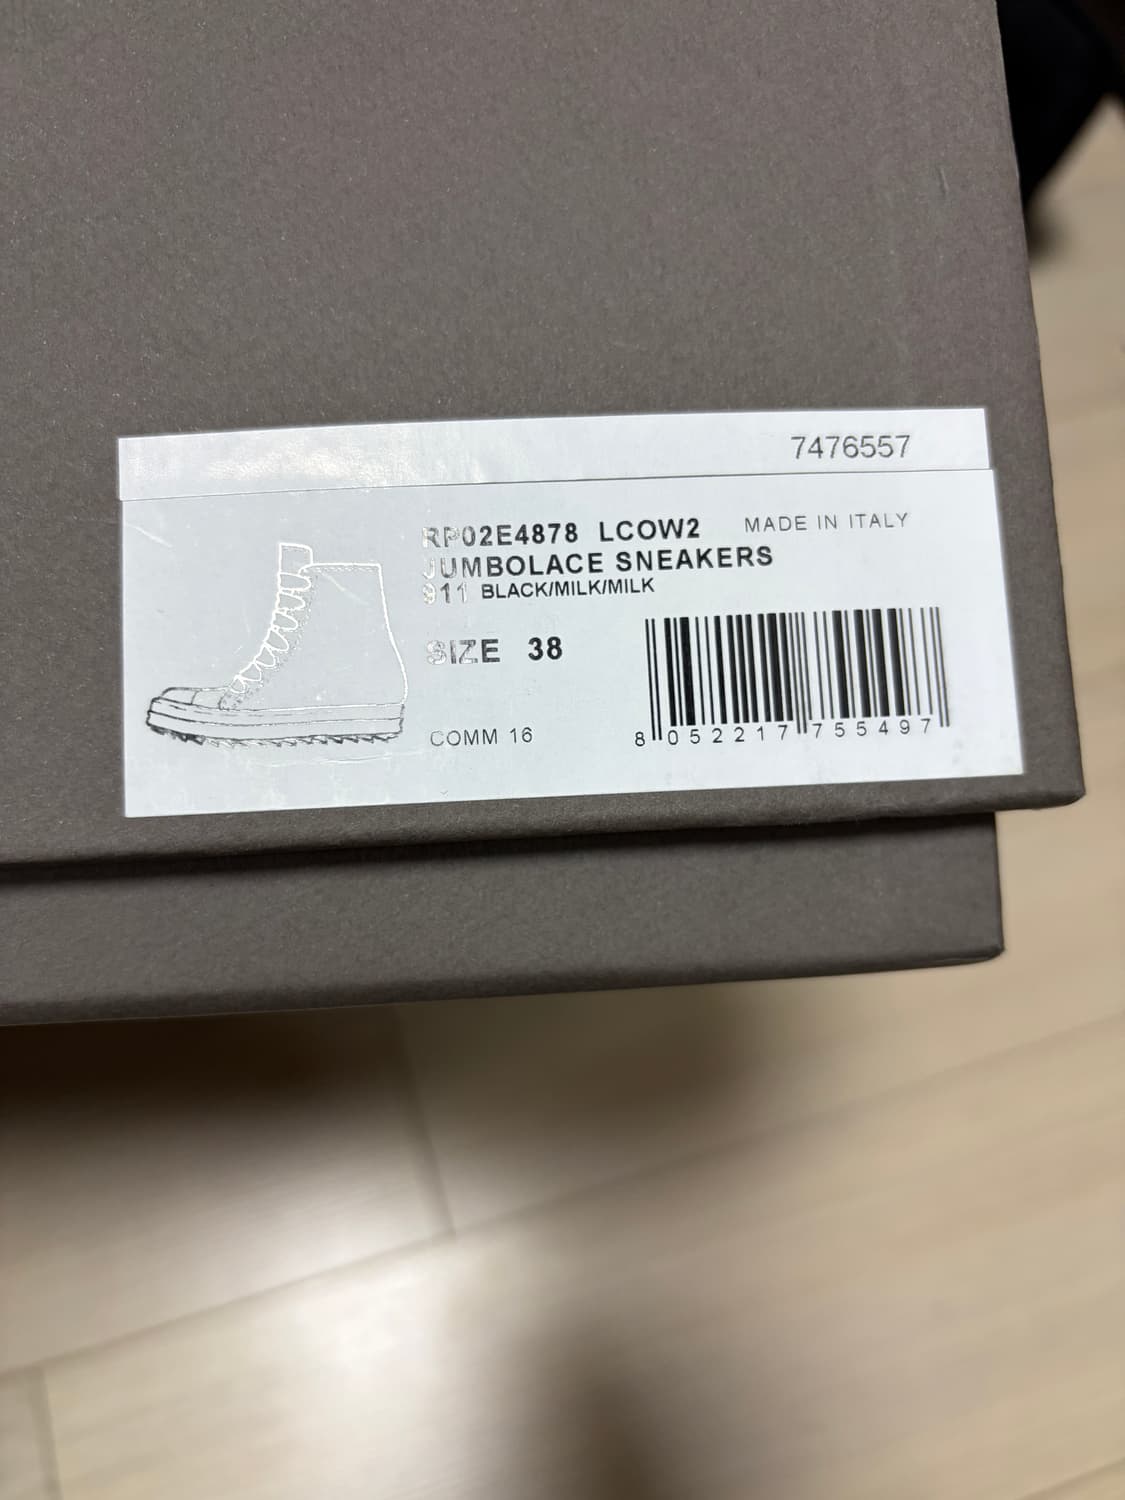 7476557
RP02E4878 LCOW2 MADE IN ITALY
JUMBOLACE SNEAKERS
911 BLACK/MILK/MILK
SIZE 38
COMM 16
8 052217 755497